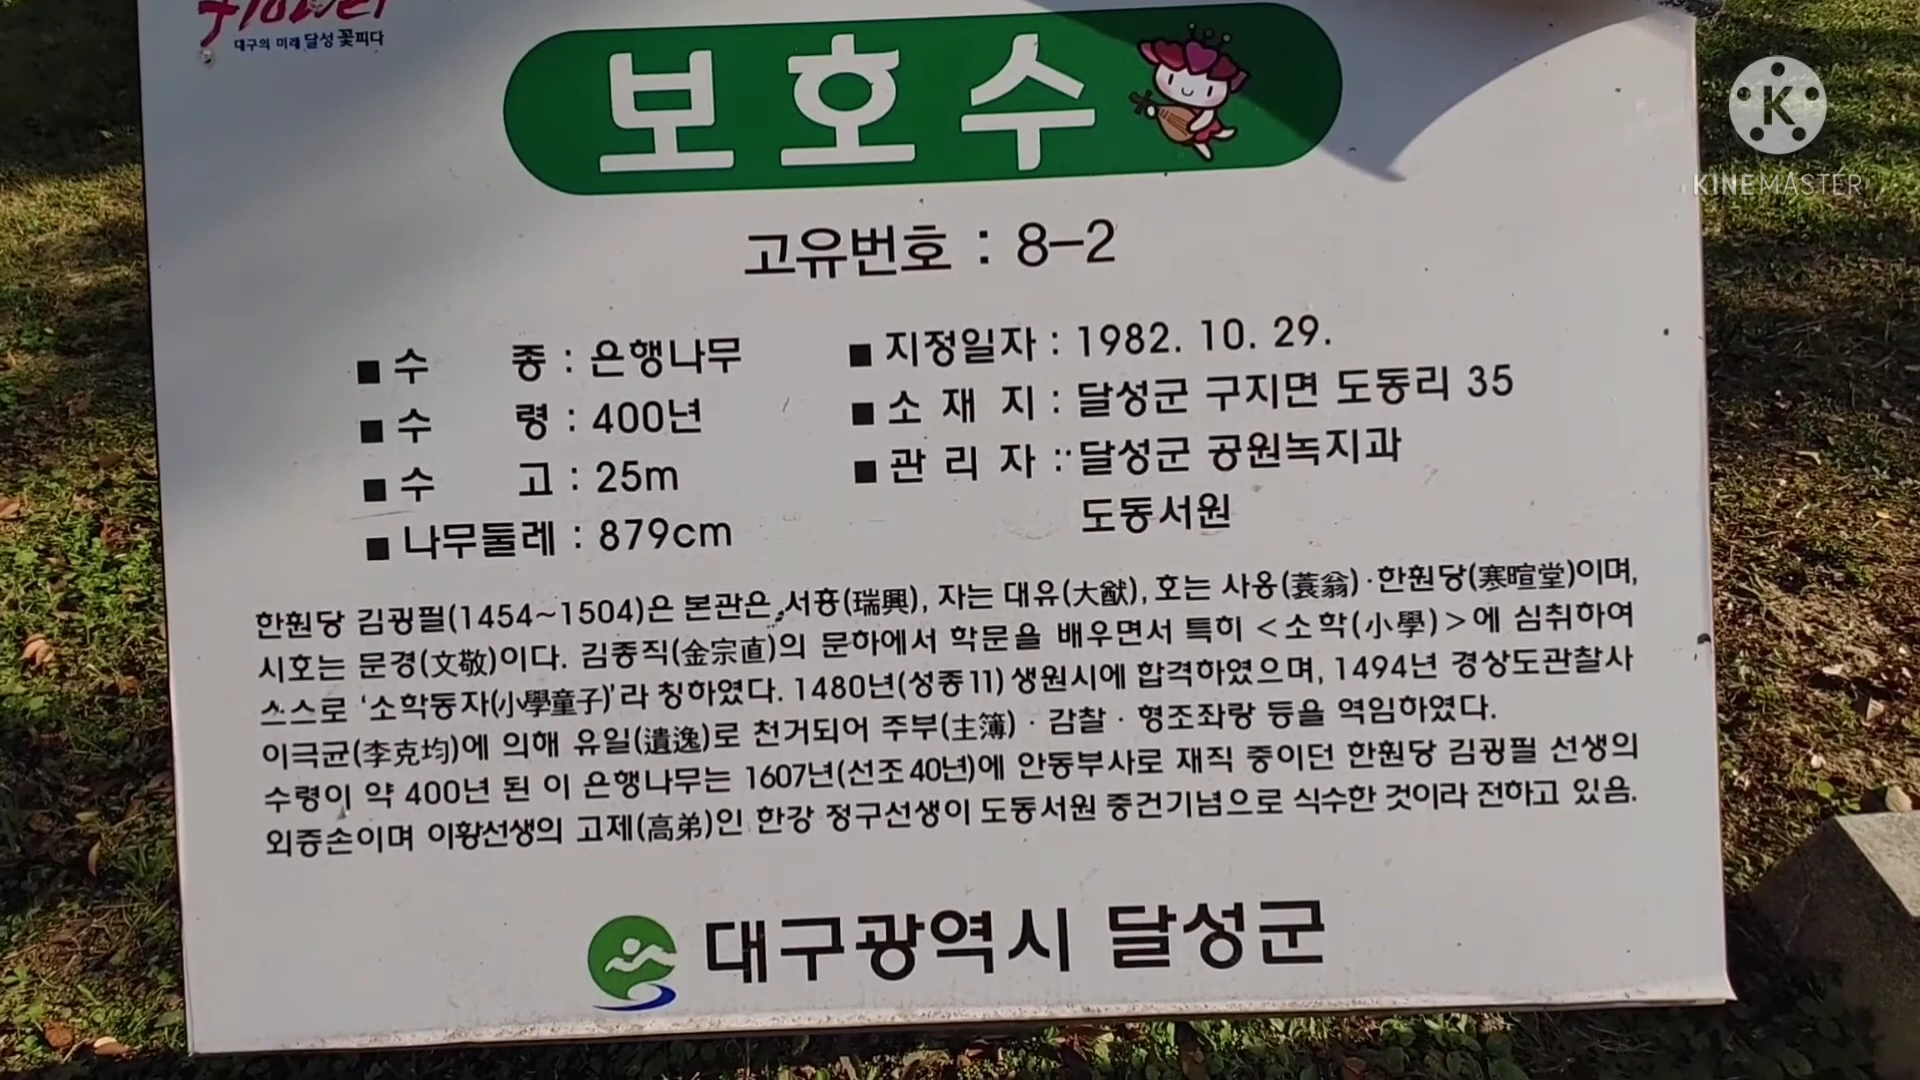 Flower
대구의 미래 달성 꽃피다
보호수
KINEMASTER
고유번호 : 8-2
■ 수 종 : 은행나무
■ 수 령 : 400년
■ 수 고 : 25m
■ 나무둘레 : 879cm
■ 지정일자 : 1982. 10. 29.
■ 소 재 지 : 달성군 구지면 도동리 35
■ 관 리 자 : 달성군 공원녹지과
도동서원
한훤당 김굉필(1454~1504)은 본관은 서흥(瑞興), 자는 대유(大猷), 호는 사옹(蓑翁)·한훤당(寒暄堂)이며,
시호는 문경(文敬)이다. 김종직(金宗直)의 문하에서 학문을 배우면서 특히 <소학(小學)>에 심취하여
스스로 '소학동자(小學童子)'라 칭하였다. 1480년(성종11) 생원시에 합격하였으며, 1494년 경상도관찰사
이극균(李克均)에 의해 유일(遺逸)로 천거되어 주부(主簿)·감찰·형조좌랑 등을 역임하였다.
수령이 약 400년 된 이 은행나무는 1607년(선조40년)에 안동부사로 재직 중이던 한훤당 김굉필 선생의
외증손이며 이황선생의 고제(高弟)인 한강 정구선생이 도동서원 중건기념으로 식수한 것이라 전하고 있음.
대구광역시 달성군